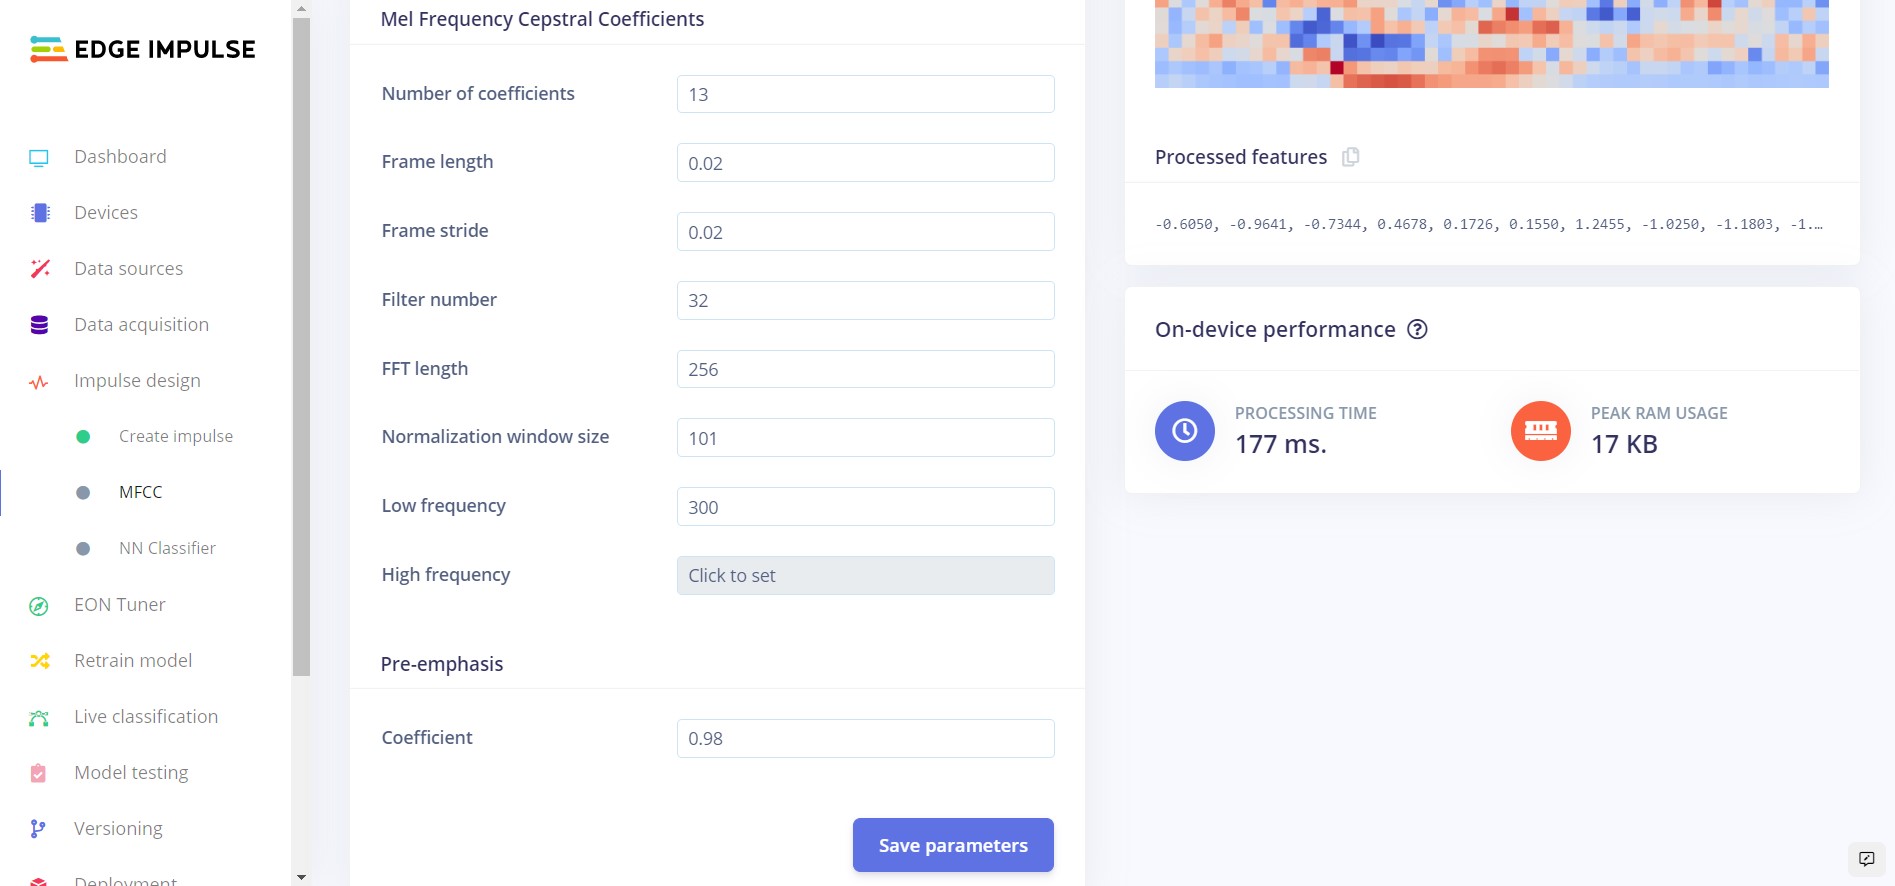 EDGE IMPULSE
Dashboard
Devices
Data sources
Data acquisition
Impulse design
Create impulse
MFCC
NN Classifier
EON Tuner
Retrain model
Live classification
Model testing
Versioning
Deployment
Mel Frequency Cepstral Coefficients
Number of coefficients 13
Frame length 0.02
Frame stride 0.02
Filter number 32
FFT length 256
Normalization window size 101
Low frequency 300
High frequency Click to set
Pre-emphasis
Coefficient 0.98
Save parameters
Processed features
-0.6050, -0.9641, -0.7344, 0.4678, 0.1726, 0.1550, 1.2455, -1.0250, -1.1803, -1.…
On-device performance ?
PROCESSING TIME
177 ms.
PEAK RAM USAGE
17 KB